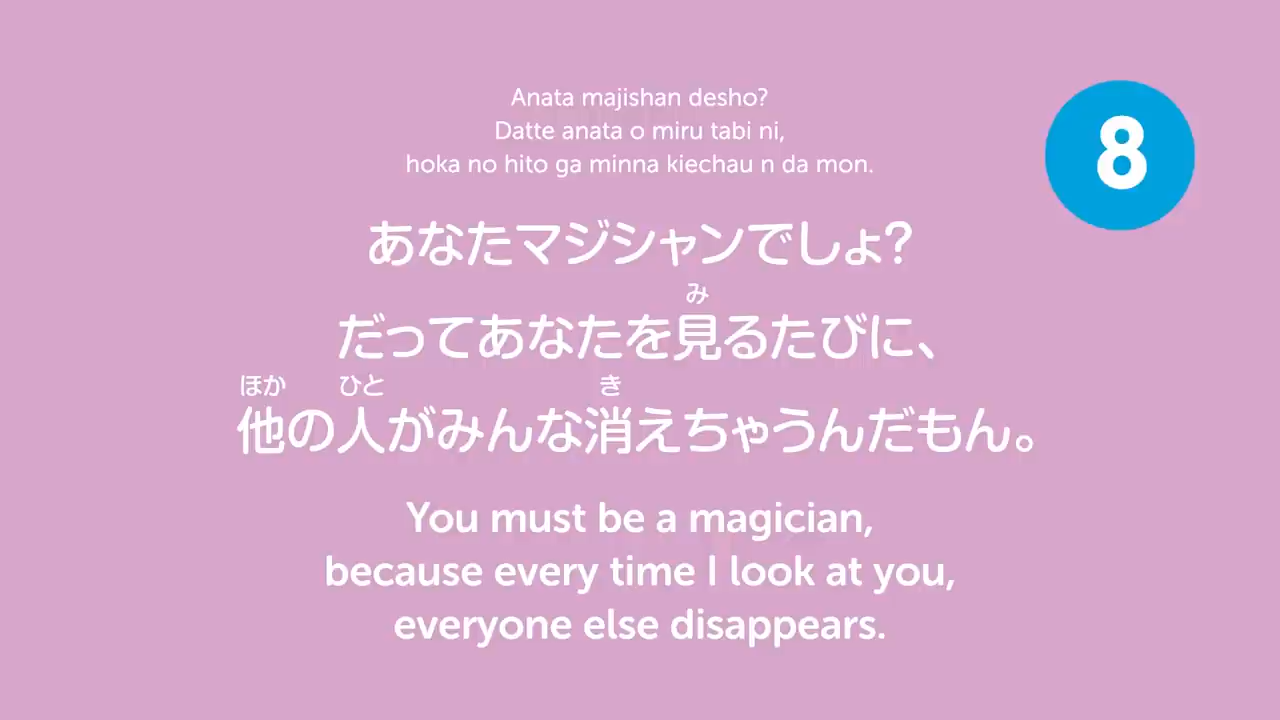 Anata majishan desho?
Datte anata o miru tabi ni,
hoka no hito ga minna kiechau n da mon.
8
あなたマジシャンでしょ?
み
だってあなたを見るたびに、
ほか ひと き
他の人がみんな消えちゃうんだもん。
You must be a magician,
because every time I look at you,
everyone else disappears.